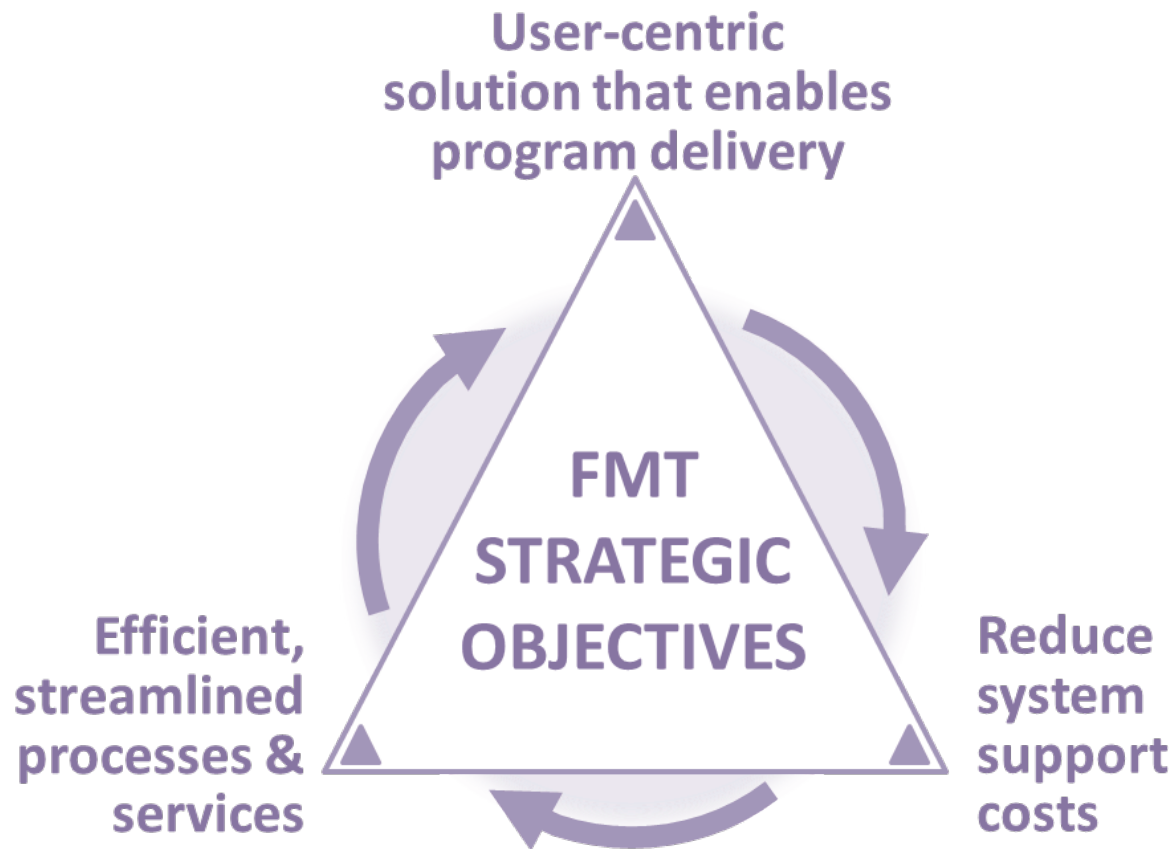 User-centric
solution that enables
program delivery
FMT
STRATEGIC
OBJECTIVES
Efficient,
streamlined
processes &
services
Reduce
system
support
costs